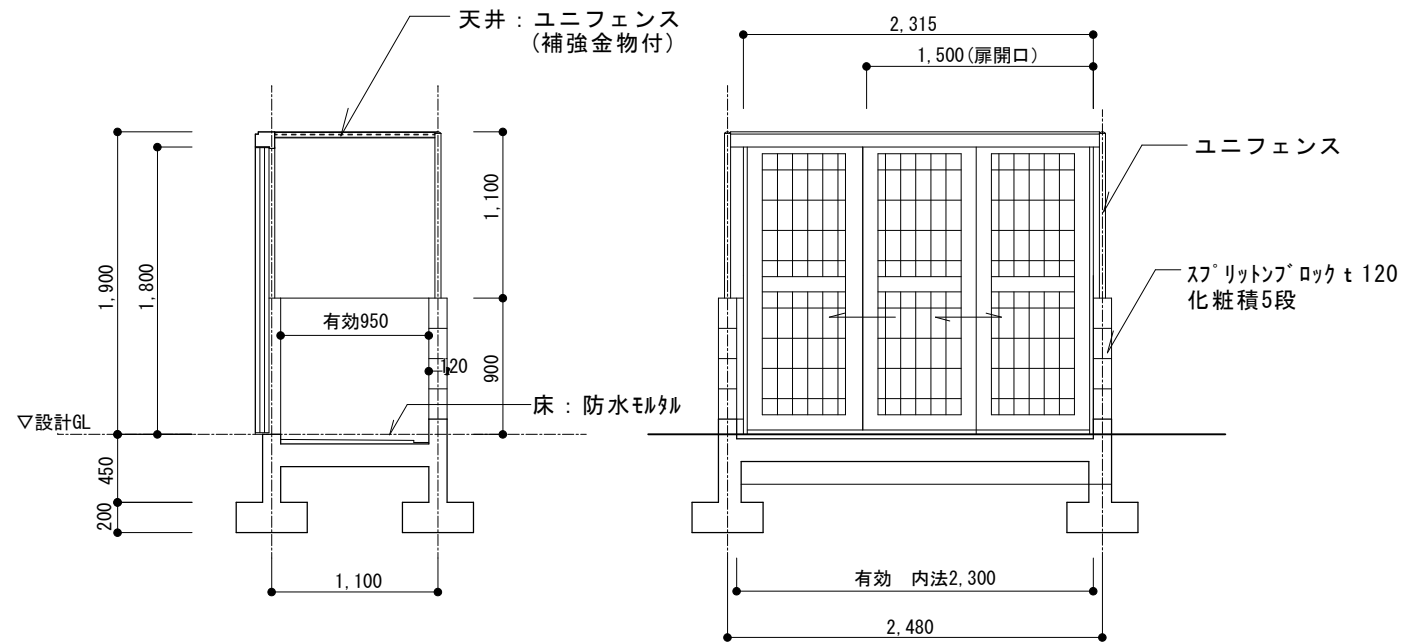 天井：ユニフェンス
(補強金物付)
2,315
1,500(扉開口)
ユニフェンス
1,900
1,800
1,100
スプリットンブロック t 120
化粧積5段
有効950
120
900
床：防水モルタル
▽設計GL
450
200
1,100
有効 内法2,300
2,480